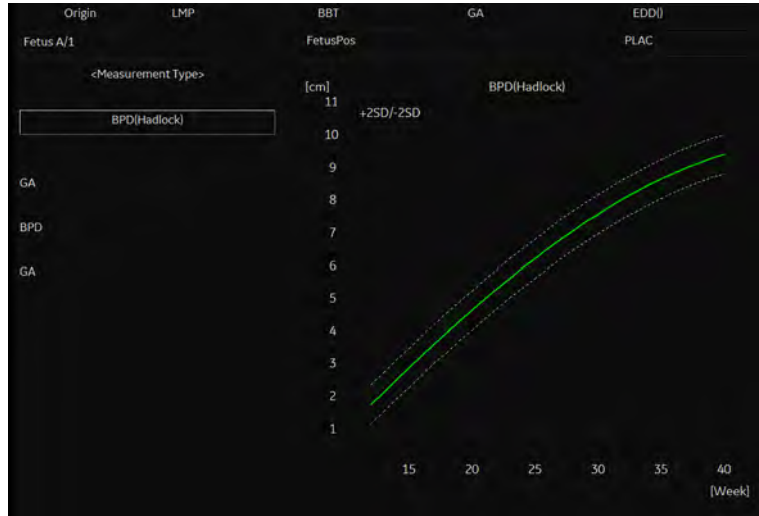 Origin LMP BBT GA EDD()
Fetus A/1 FetusPos PLAC
<Measurement Type>
BPD(Hadlock)
GA
BPD
GA
[cm] BPD(Hadlock)
+2SD/-2SD
11
10
9
8
7
6
5
4
3
2
1
15 20 25 30 35 40
[Week]